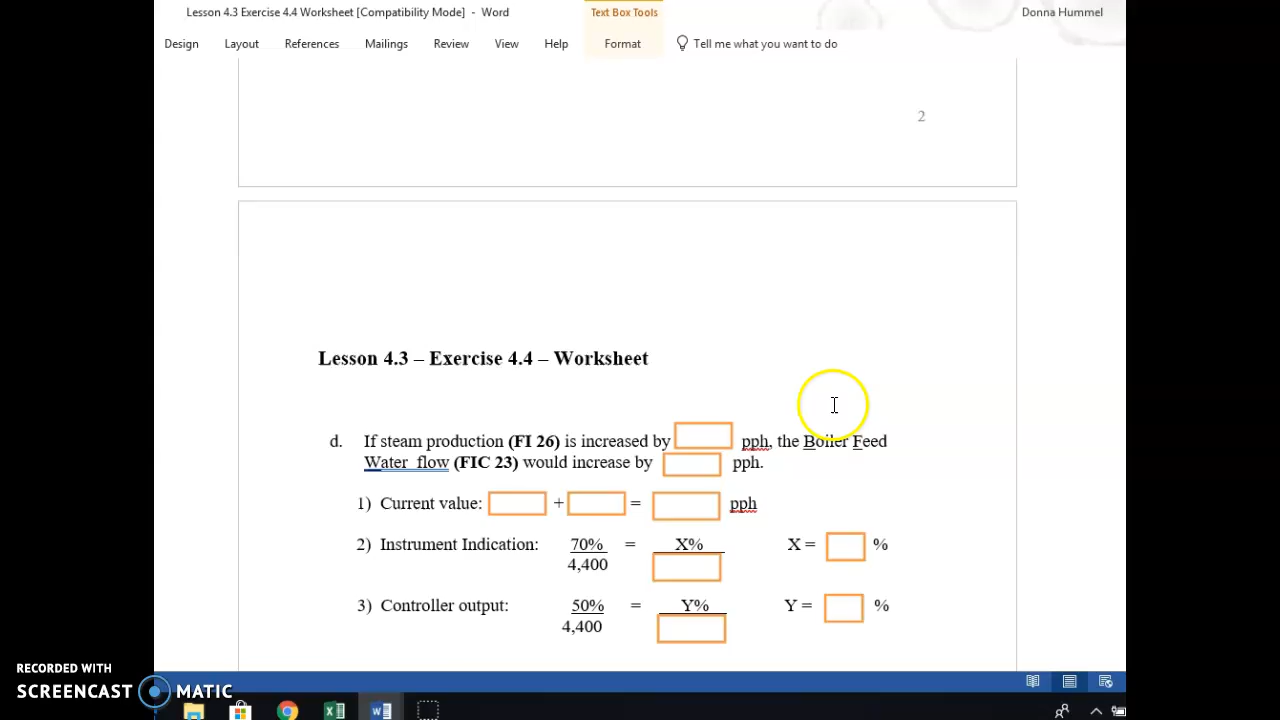 Lesson 4.3 Exercise 4.4 Worksheet [Compatibility Mode] - Word
Text Box Tools
Donna Hummel
Design
Layout
References
Mailings
Review
View
Help
Format
Tell me what you want to do
2
Lesson 4.3 – Exercise 4.4 – Worksheet
d. If steam production (FI 26) is increased by pph, the Boiler Feed
Water flow (FIC 23) would increase by pph.
1) Current value: + = pph
2) Instrument Indication: 70% = X% X = %
4,400
3) Controller output: 50% = Y% Y = %
4,400
RECORDED WITH
SCREENCAST MATIC